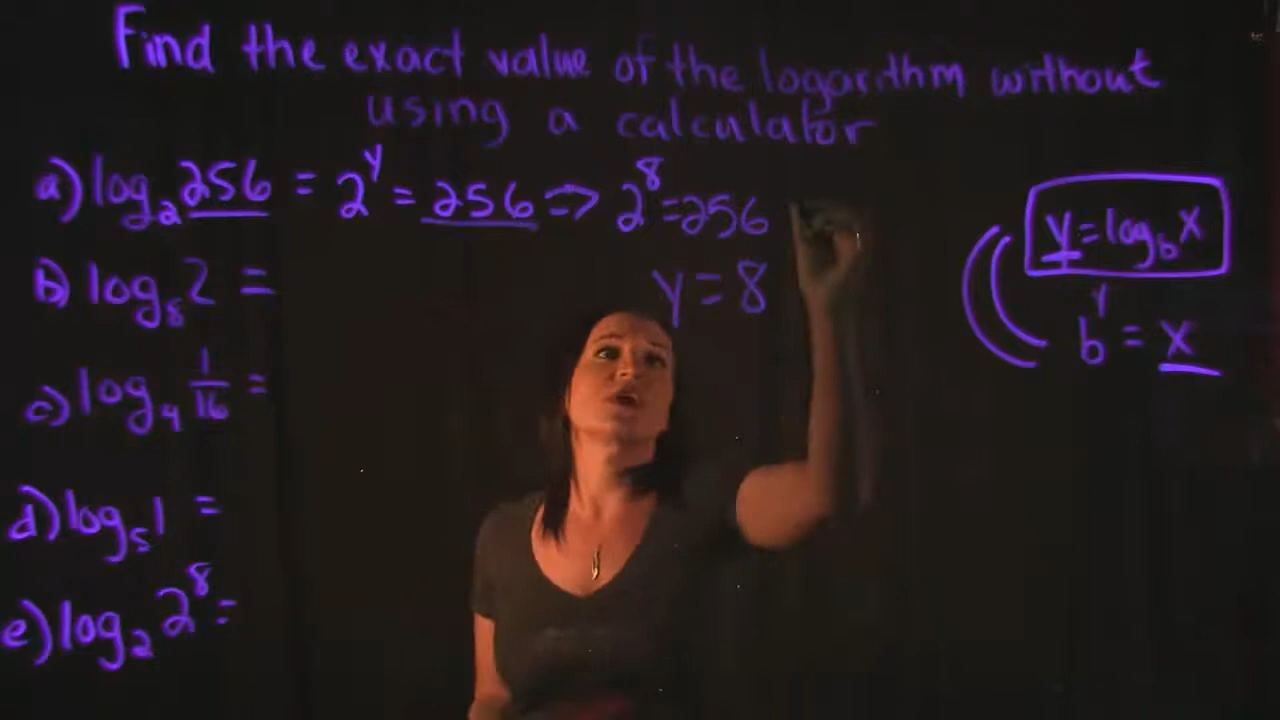 Find the exact value of the logarithm without
using a calculator
a) log₂ 256 = 2^y = 256 => 2^8 = 256
y = 8
b) log₈ 2 =
c) log₄ 1/16 =
d) log₅ 1 =
e) log₂ 2^8 =
y = log_b x
b^y = x